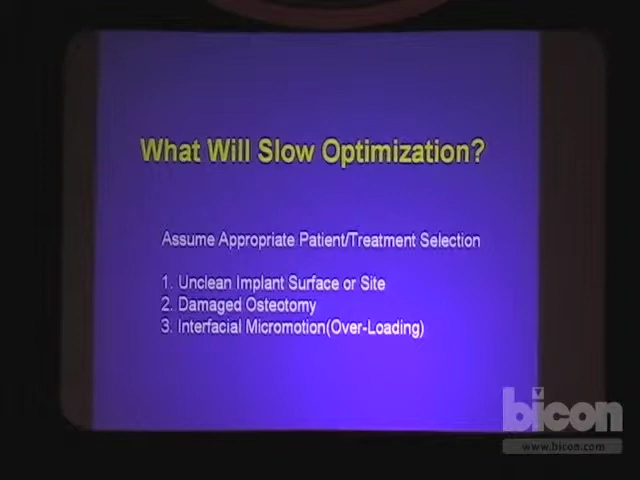 What Will Slow Optimization?
Assume Appropriate Patient/Treatment Selection
1. Unclean Implant Surface or Site
2. Damaged Osteotomy
3. Interfacial Micromotion(Over-Loading)
bicon
www.bicon.com